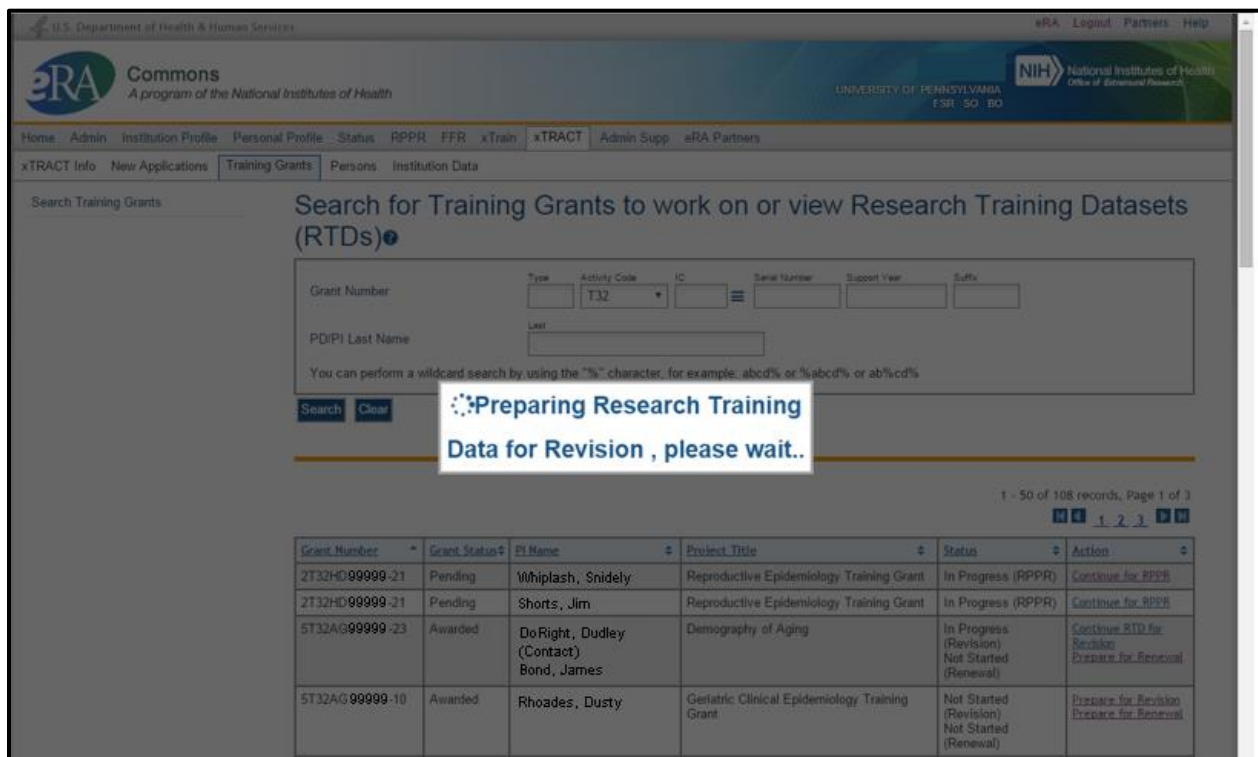 U.S. Department of Health & Human Services
eRA Logout Partners Help
eRA Commons
A program of the National Institutes of Health
NIH National Institutes of Health
Office of Extramural Research
UNIVERSITY OF PENNSYLVANIA
FSR SO BO
Home Admin Institution Profile Personal Profile Status RPPR FFR xTrain xTRACT Admin Supp eRA Partners
xTRACT Info New Applications Training Grants Persons Institution Data
Search Training Grants
Search for Training Grants to work on or view Research Training Datasets
(RTDs)?
Type Activity Code IC Serial Number Support Year Suffix
Grant Number T32
Last
PD/PI Last Name
You can perform a wildcard search by using the "%" character, for example: abcd% or %abcd% or ab%cd%
Search Clear
Preparing Research Training
Data for Revision , please wait..
1 - 50 of 108 records, Page 1 of 3
1 2 3
Grant Number Grant Status PI Name Project Title Status Action
2T32HD99999-21 Pending Whiplash, Snidely Reproductive Epidemiology Training Grant In Progress (RPPR) Continue for RPPR
2T32HD99999-21 Pending Shorts, Jim Reproductive Epidemiology Training Grant In Progress (RPPR) Continue for RPPR
5T32AG99999-23 Awarded DoRight, Dudley Demography of Aging In Progress Continue RTD for
(Contact) (Revision) Revision
Bond, James Not Started Prepare for Renewal
(Renewal)
5T32AG99999-10 Awarded Rhoades, Dusty Geriatric Clinical Epidemiology Training Not Started Prepare for Revision
Grant (Revision) Prepare for Renewal
Not Started
(Renewal)